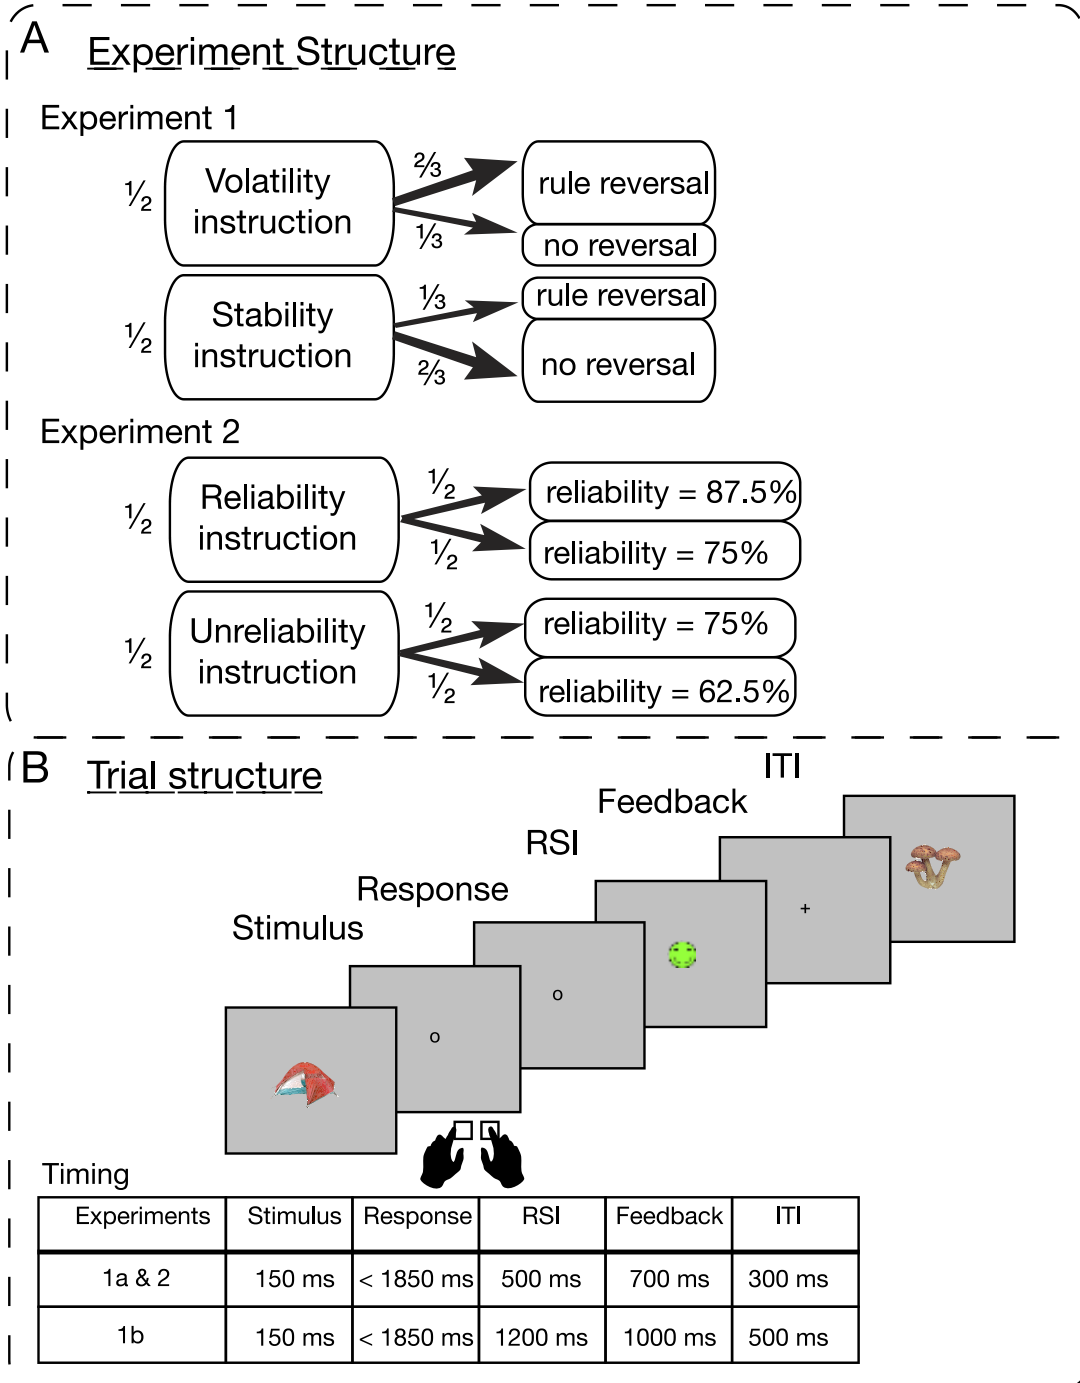 A
Experiment Structure
Experiment 1
½
Volatility
instruction
⅔
⅓
rule reversal
no reversal
½
Stability
instruction
⅓
⅔
rule reversal
no reversal
Experiment 2
½
Reliability
instruction
½
½
reliability = 87.5%
reliability = 75%
½
Unreliability
instruction
½
½
reliability = 75%
reliability = 62.5%
B
Trial structure
ITI
Feedback
RSI
Response
Stimulus
+
o
o
Timing
Experiments Stimulus Response RSI Feedback ITI
1a & 2 150 ms < 1850 ms 500 ms 700 ms 300 ms
1b 150 ms < 1850 ms 1200 ms 1000 ms 500 ms